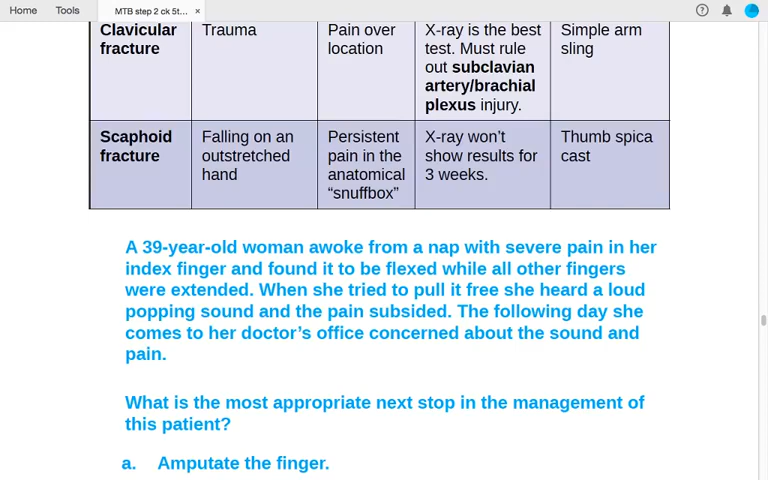 Home Tools MTB step 2 ck 5t... ×
Clavicular Trauma Pain over X-ray is the best Simple arm
fracture location test. Must rule sling
out subclavian
artery/brachial
plexus injury.
Scaphoid Falling on an Persistent X-ray won't Thumb spica
fracture outstretched pain in the show results for cast
hand anatomical 3 weeks.
“snuffbox”
A 39-year-old woman awoke from a nap with severe pain in her
index finger and found it to be flexed while all other fingers
were extended. When she tried to pull it free she heard a loud
popping sound and the pain subsided. The following day she
comes to her doctor's office concerned about the sound and
pain.
What is the most appropriate next stop in the management of
this patient?
a. Amputate the finger.